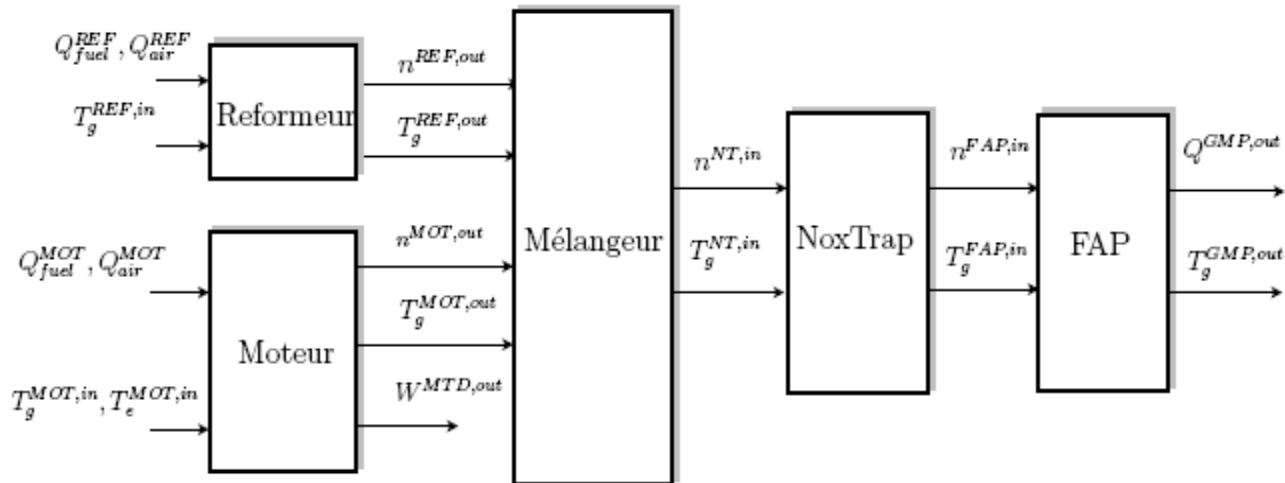 Q_{fuel}^{REF}, Q_{air}^{REF}
T_g^{REF,in}
Reformeur
n^{REF,out}
T_g^{REF,out}
Q_{fuel}^{MOT}, Q_{air}^{MOT}
T_g^{MOT,in}, T_e^{MOT,in}
Moteur
n^{MOT,out}
T_g^{MOT,out}
W^{MTD,out}
Mélangeur
n^{NT,in}
T_g^{NT,in}
NoxTrap
n^{FAP,in}
T_g^{FAP,in}
FAP
Q^{GMP,out}
T_g^{GMP,out}